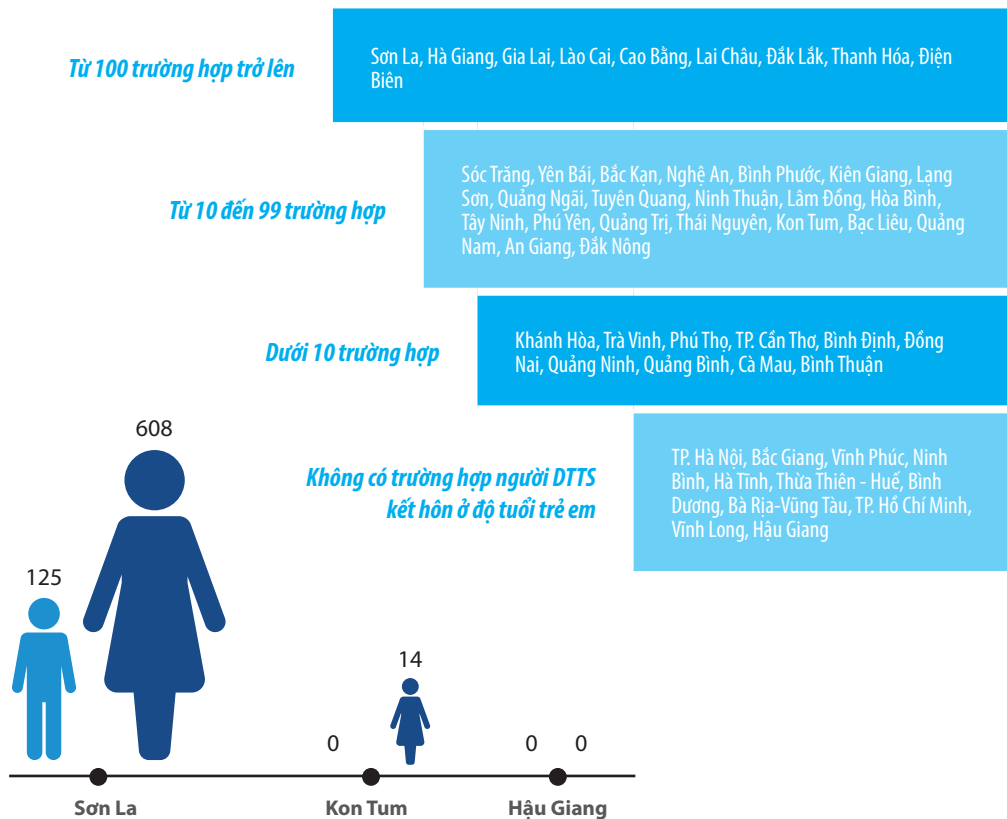 Từ 100 trường hợp trở lên
Sơn La, Hà Giang, Gia Lai, Lào Cai, Cao Bằng, Lai Châu, Đắk Lắk, Thanh Hóa, Điện
Biên
Từ 10 đến 99 trường hợp
Sóc Trăng, Yên Bái, Bắc Kạn, Nghệ An, Bình Phước, Kiên Giang, Lạng
Sơn, Quảng Ngãi, Tuyên Quang, Ninh Thuận, Lâm Đồng, Hòa Bình,
Tây Ninh, Phú Yên, Quảng Trị, Thái Nguyên, Kon Tum, Bạc Liêu, Quảng
Nam, An Giang, Đắk Nông
Dưới 10 trường hợp
Khánh Hòa, Trà Vinh, Phú Thọ, TP. Cần Thơ, Bình Định, Đồng
Nai, Quảng Ninh, Quảng Bình, Cà Mau, Bình Thuận
Không có trường hợp người DTTS
kết hôn ở độ tuổi trẻ em
TP. Hà Nội, Bắc Giang, Vĩnh Phúc, Ninh
Bình, Hà Tĩnh, Thừa Thiên - Huế, Bình
Dương, Bà Rịa-Vũng Tàu, TP. Hồ Chí Minh,
Vĩnh Long, Hậu Giang
608
125
14
0
0 0
Sơn La Kon Tum Hậu Giang